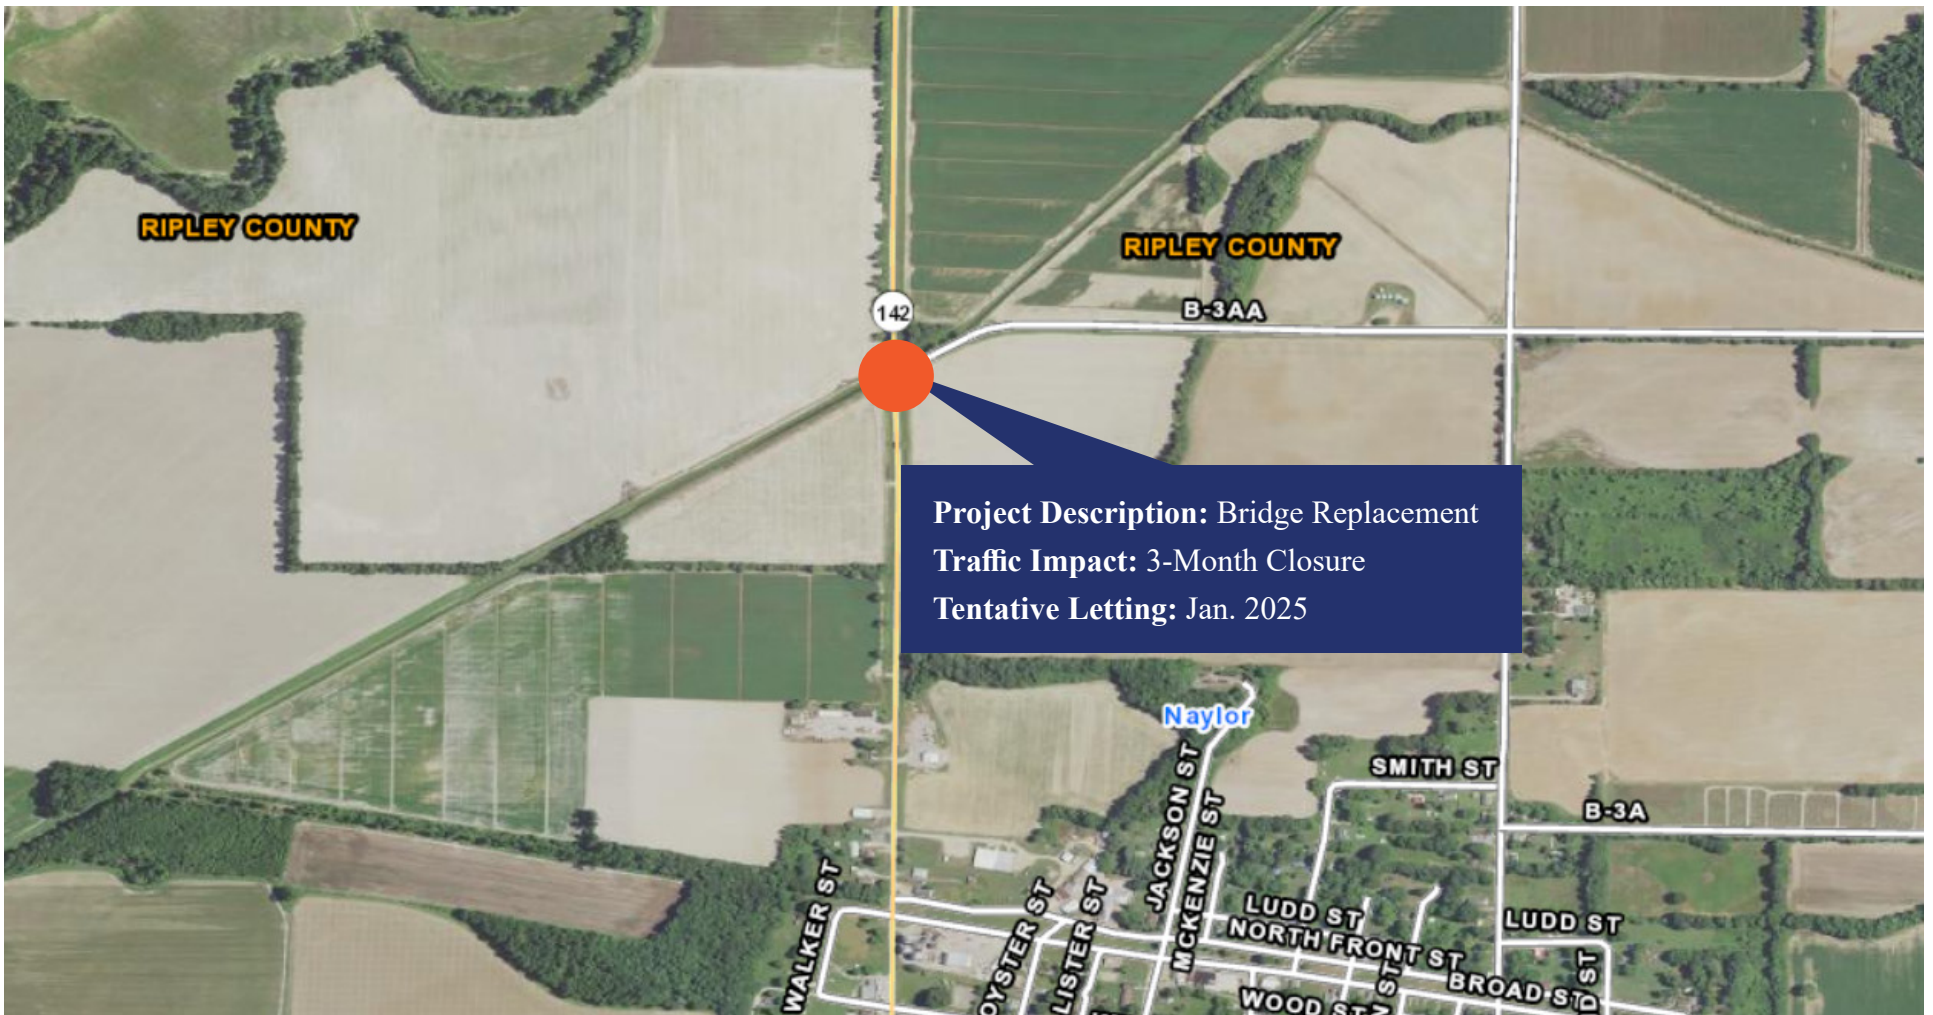 RIPLEY COUNTY
RIPLEY COUNTY
142
B-3AA
Project Description: Bridge Replacement
Traffic Impact: 3-Month Closure
Tentative Letting: Jan. 2025
Naylor
SMITH ST
B-3A
JACKSON ST
MCKENZIE ST
WALKER ST
OYSTER ST
LISTER ST
LUDD ST
LUDD ST
NORTH FRONT ST
BROAD ST
WOOD ST
N ST
D ST